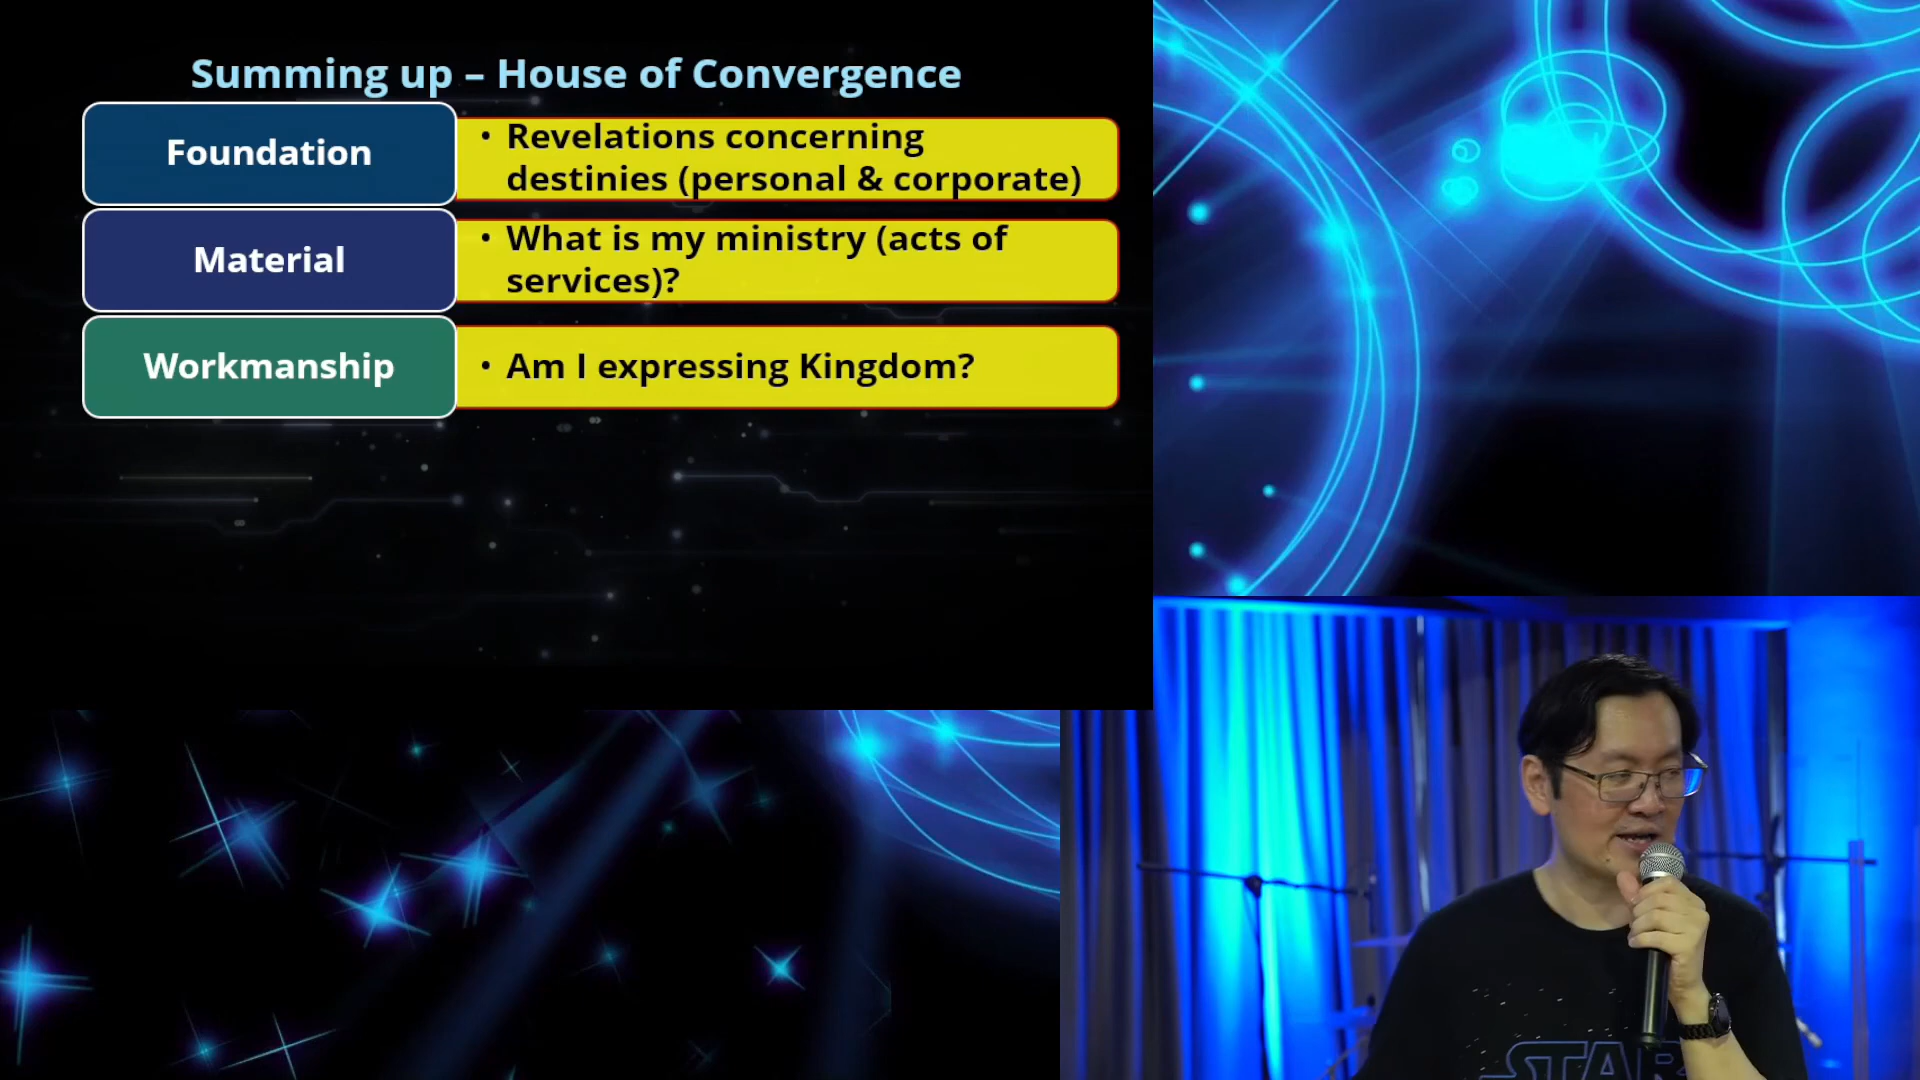 Summing up – House of Convergence
Foundation
• Revelations concerning
destinies (personal & corporate)
Material
• What is my ministry (acts of
services)?
Workmanship
• Am I expressing Kingdom?
STAR